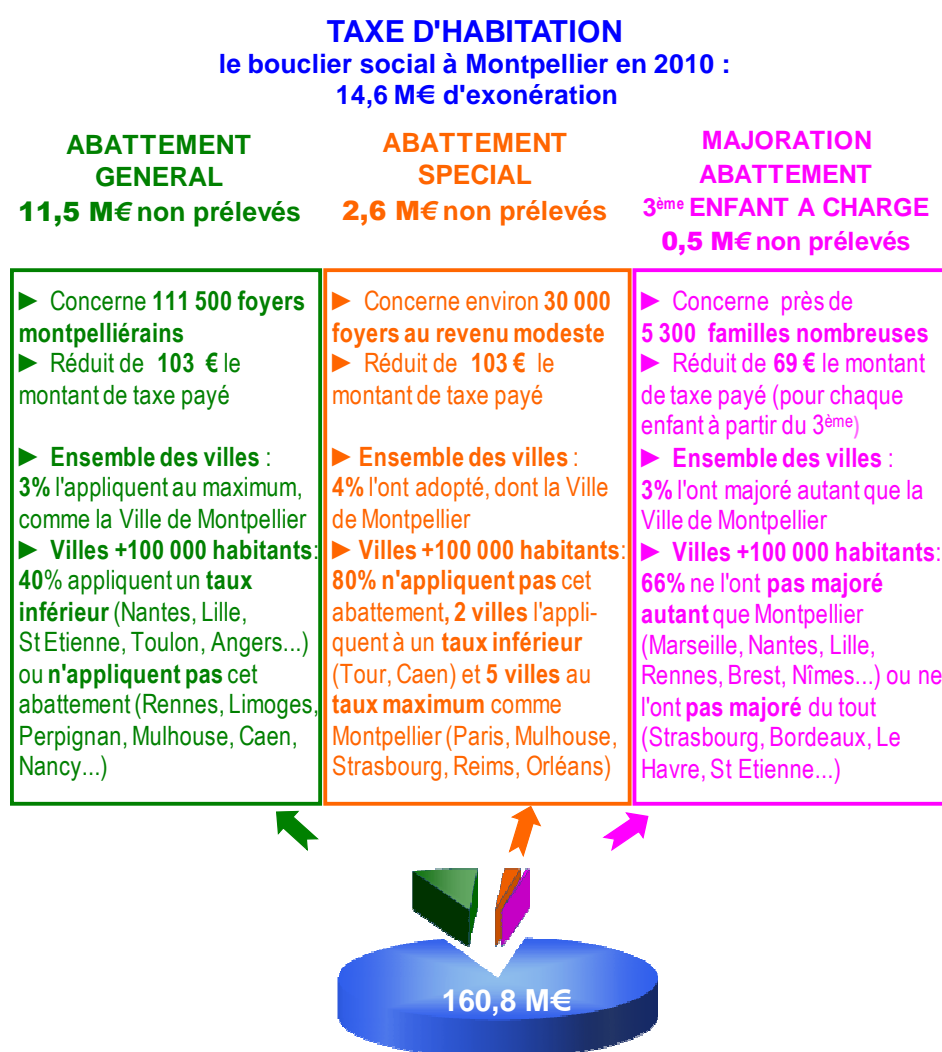 TAXE D'HABITATION
le bouclier social à Montpellier en 2010 :
14,6 M€ d'exonération
ABATTEMENT
GENERAL
11,5 M€ non prélevés
► Concerne 111 500 foyers
montpelliérains
► Réduit de 103 € le
montant de taxe payé
► Ensemble des villes :
3% l'appliquent au maximum,
comme la Ville de Montpellier
► Villes +100 000 habitants:
40% appliquent un taux
inférieur (Nantes, Lille,
St Etienne, Toulon, Angers...)
ou n'appliquent pas cet
abattement (Rennes, Limoges,
Perpignan, Mulhouse, Caen,
Nancy...)
ABATTEMENT
SPECIAL
2,6 M€ non prélevés
► Concerne environ 30 000
foyers au revenu modeste
► Réduit de 103 € le
montant de taxe payé
► Ensemble des villes :
4% l'ont adopté, dont la Ville
de Montpellier
► Villes +100 000 habitants:
80% n'appliquent pas cet
abattement, 2 villes l'appli-
quent à un taux inférieur
(Tour, Caen) et 5 villes au
taux maximum comme
Montpellier (Paris, Mulhouse,
Strasbourg, Reims, Orléans)
MAJORATION
ABATTEMENT
3ème ENFANT A CHARGE
0,5 M€ non prélevés
► Concerne près de
5 300 familles nombreuses
► Réduit de 69 € le montant
de taxe payé (pour chaque
enfant à partir du 3ème)
► Ensemble des villes :
3% l'ont majoré autant que la
Ville de Montpellier
► Villes +100 000 habitants:
66% ne l'ont pas majoré
autant que Montpellier
(Marseille, Nantes, Lille,
Rennes, Brest, Nîmes...) ou ne
l'ont pas majoré du tout
(Strasbourg, Bordeaux, Le
Havre, St Etienne...)
160,8 M€